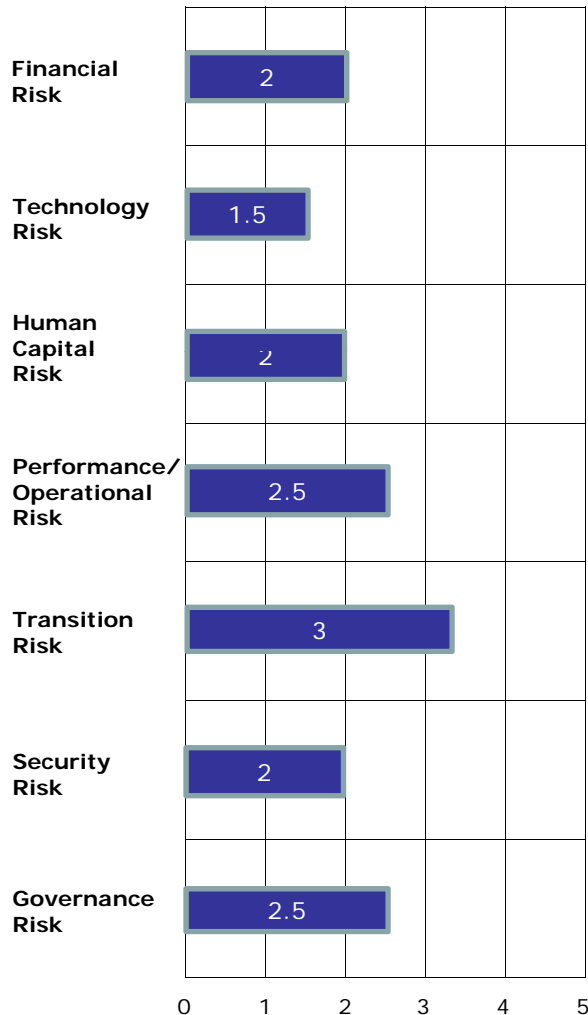 Financial
Risk
2
Technology
Risk
1.5
Human
Capital
Risk
2
Performance/
Operational
Risk
2.5
Transition
Risk
3
Security
Risk
2
Governance
Risk
2.5
0 1 2 3 4 5